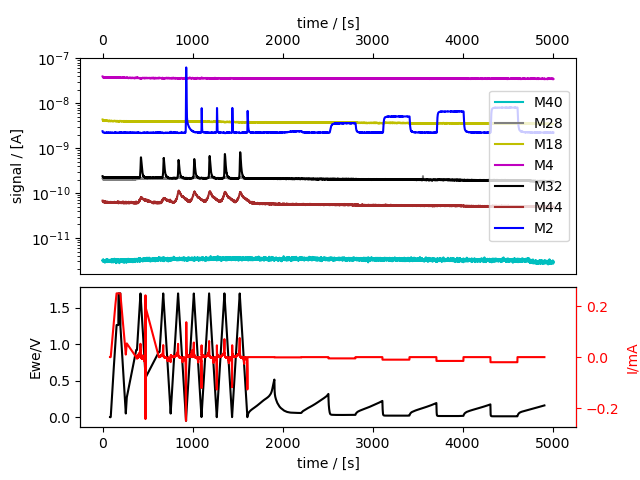 time / [s]
0 1000 2000 3000 4000 5000
10⁻⁷
10⁻⁸
10⁻⁹
10⁻¹⁰
10⁻¹¹
signal / [A]
M40
M28
M18
M4
M32
M44
M2
1.5
1.0
0.5
0.0
Ewe/V
0.2
0.0
−0.2
I/mA
0 1000 2000 3000 4000 5000
time / [s]